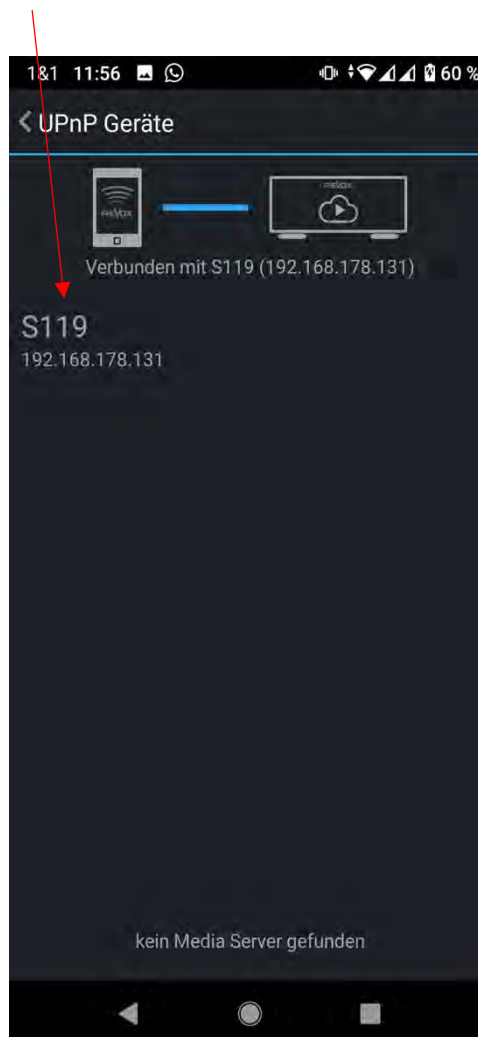 1&1 11:56 60 %
UPnP Geräte
REVOX
REVOX
Verbunden mit S119 (192.168.178.131)
S119
192.168.178.131
kein Media Server gefunden